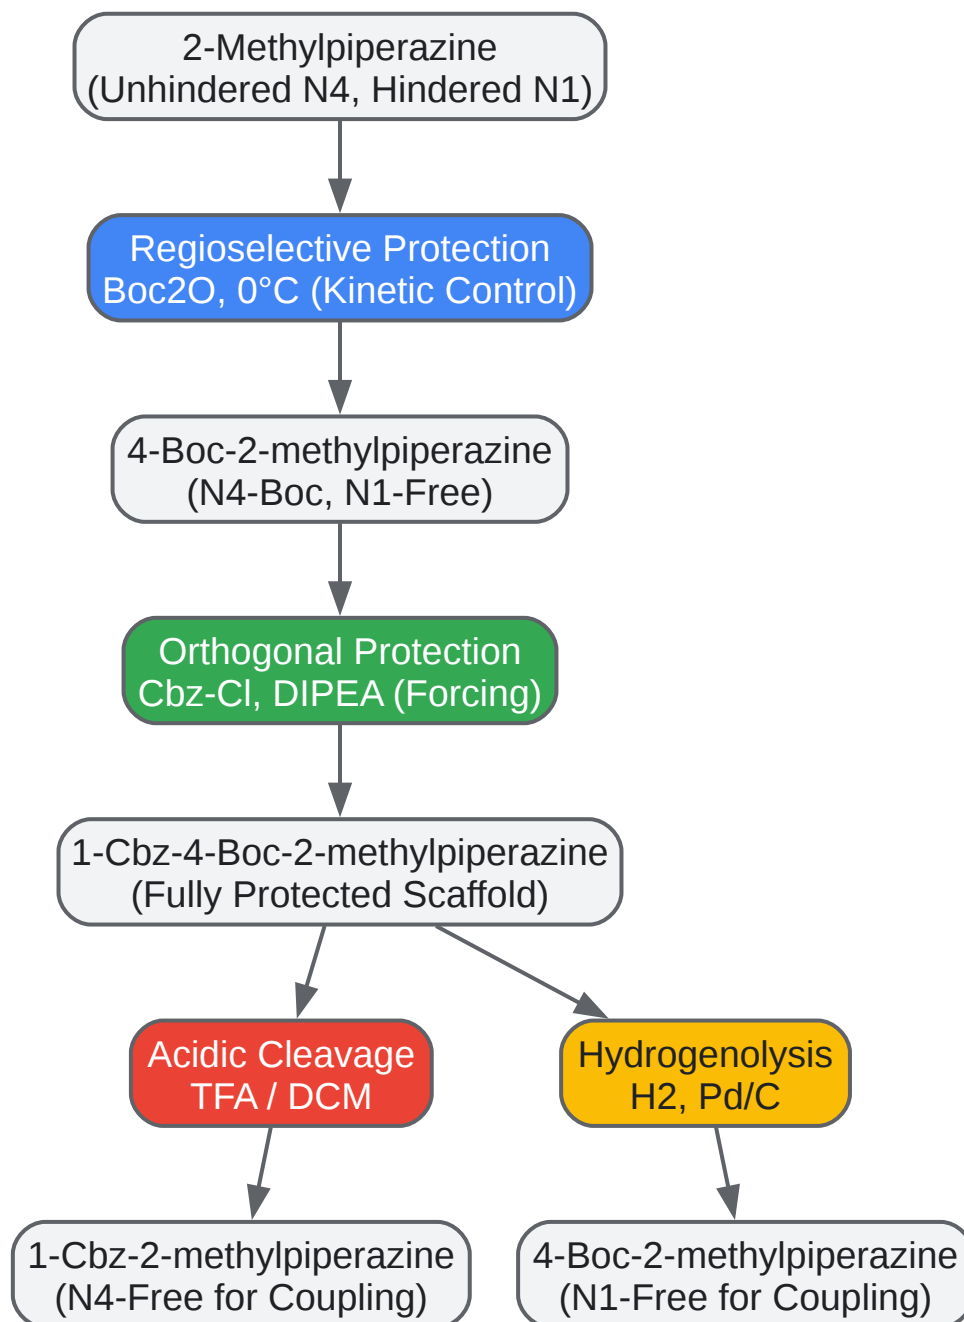 2-Methylpiperazine
(Unhindered N4, Hindered N1)
Regioselective Protection
Boc2O, 0°C (Kinetic Control)
4-Boc-2-methylpiperazine
(N4-Boc, N1-Free)
Orthogonal Protection
Cbz-Cl, DIPEA (Forcing)
1-Cbz-4-Boc-2-methylpiperazine
(Fully Protected Scaffold)
Acidic Cleavage
TFA / DCM
Hydrogenolysis
H2, Pd/C
1-Cbz-2-methylpiperazine
(N4-Free for Coupling)
4-Boc-2-methylpiperazine
(N1-Free for Coupling)